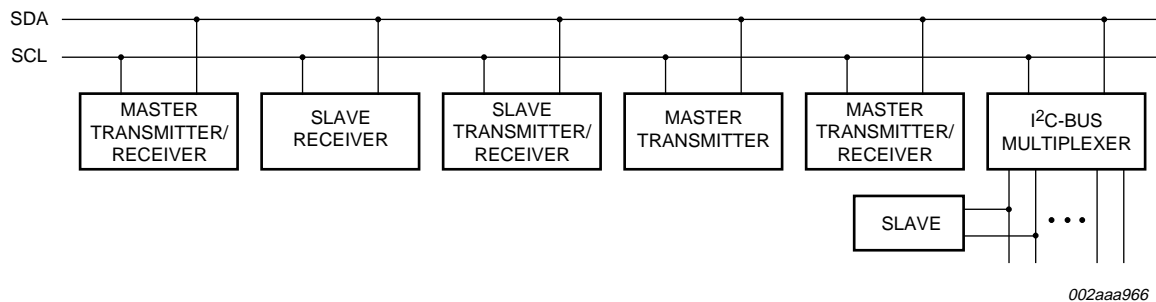 SDA
SCL
MASTER
TRANSMITTER/
RECEIVER
SLAVE
RECEIVER
SLAVE
TRANSMITTER/
RECEIVER
MASTER
TRANSMITTER
MASTER
TRANSMITTER/
RECEIVER
I²C-BUS
MULTIPLEXER
SLAVE
002aaa966